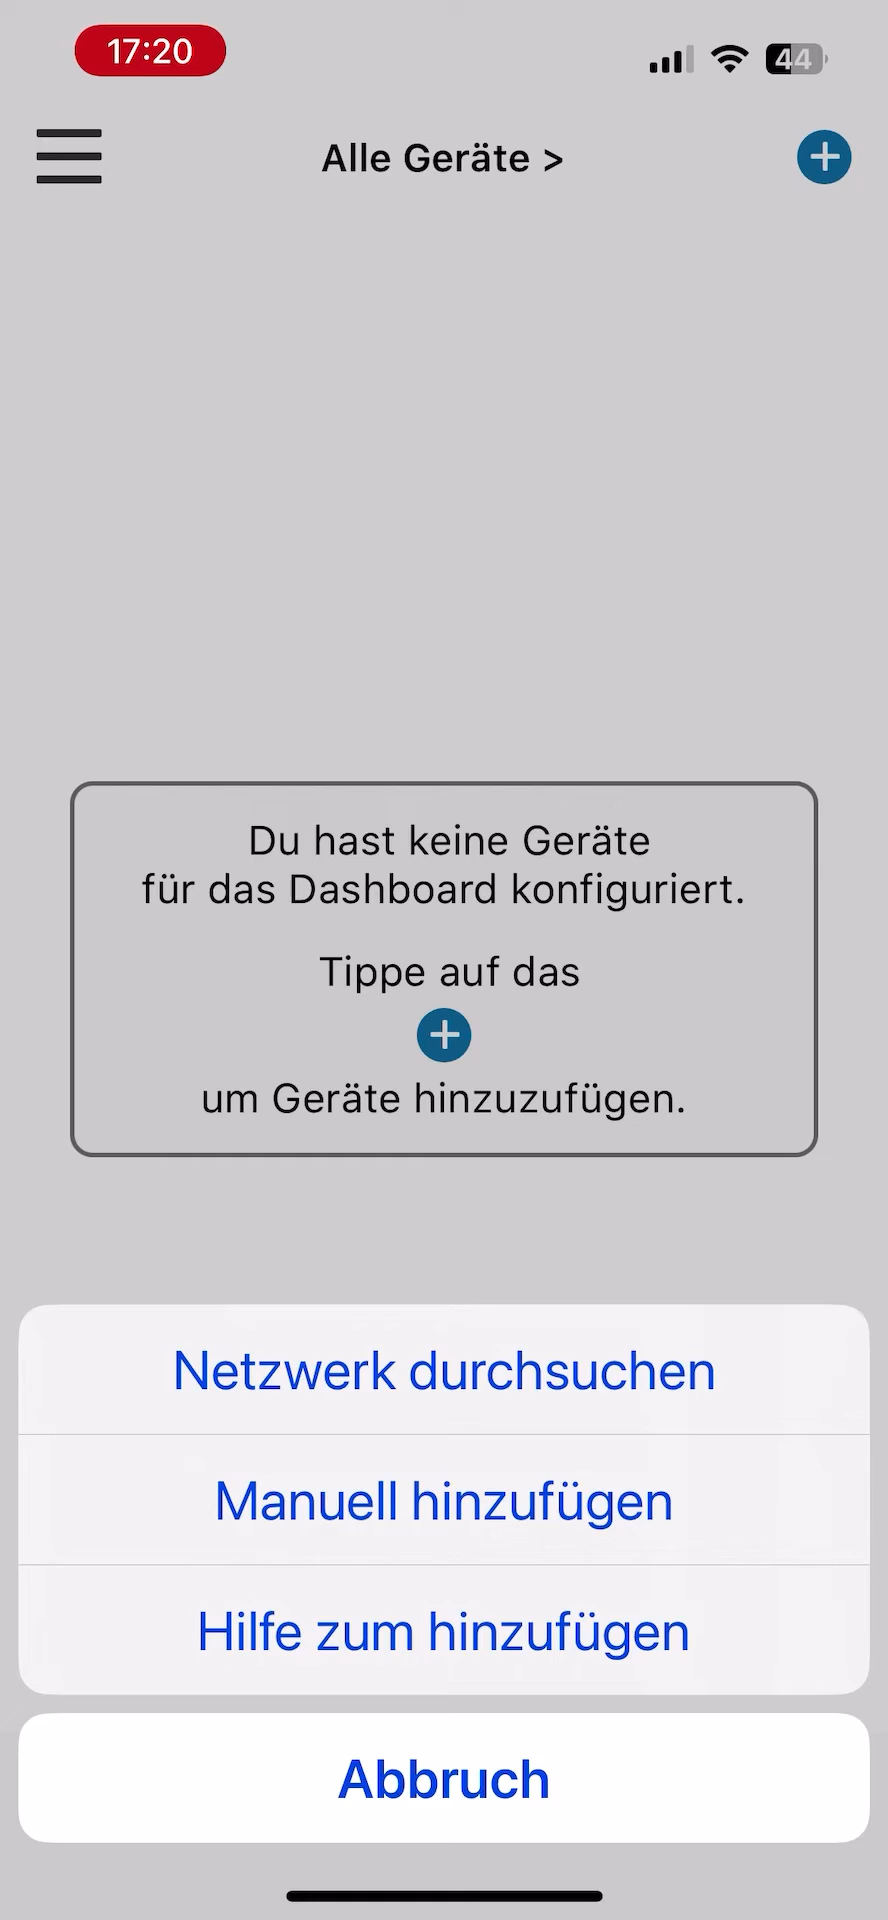 17:20
44
Alle Geräte >
Du hast keine Geräte
für das Dashboard konfiguriert.
Tippe auf das
um Geräte hinzuzufügen.
Netzwerk durchsuchen
Manuell hinzufügen
Hilfe zum hinzufügen
Abbruch